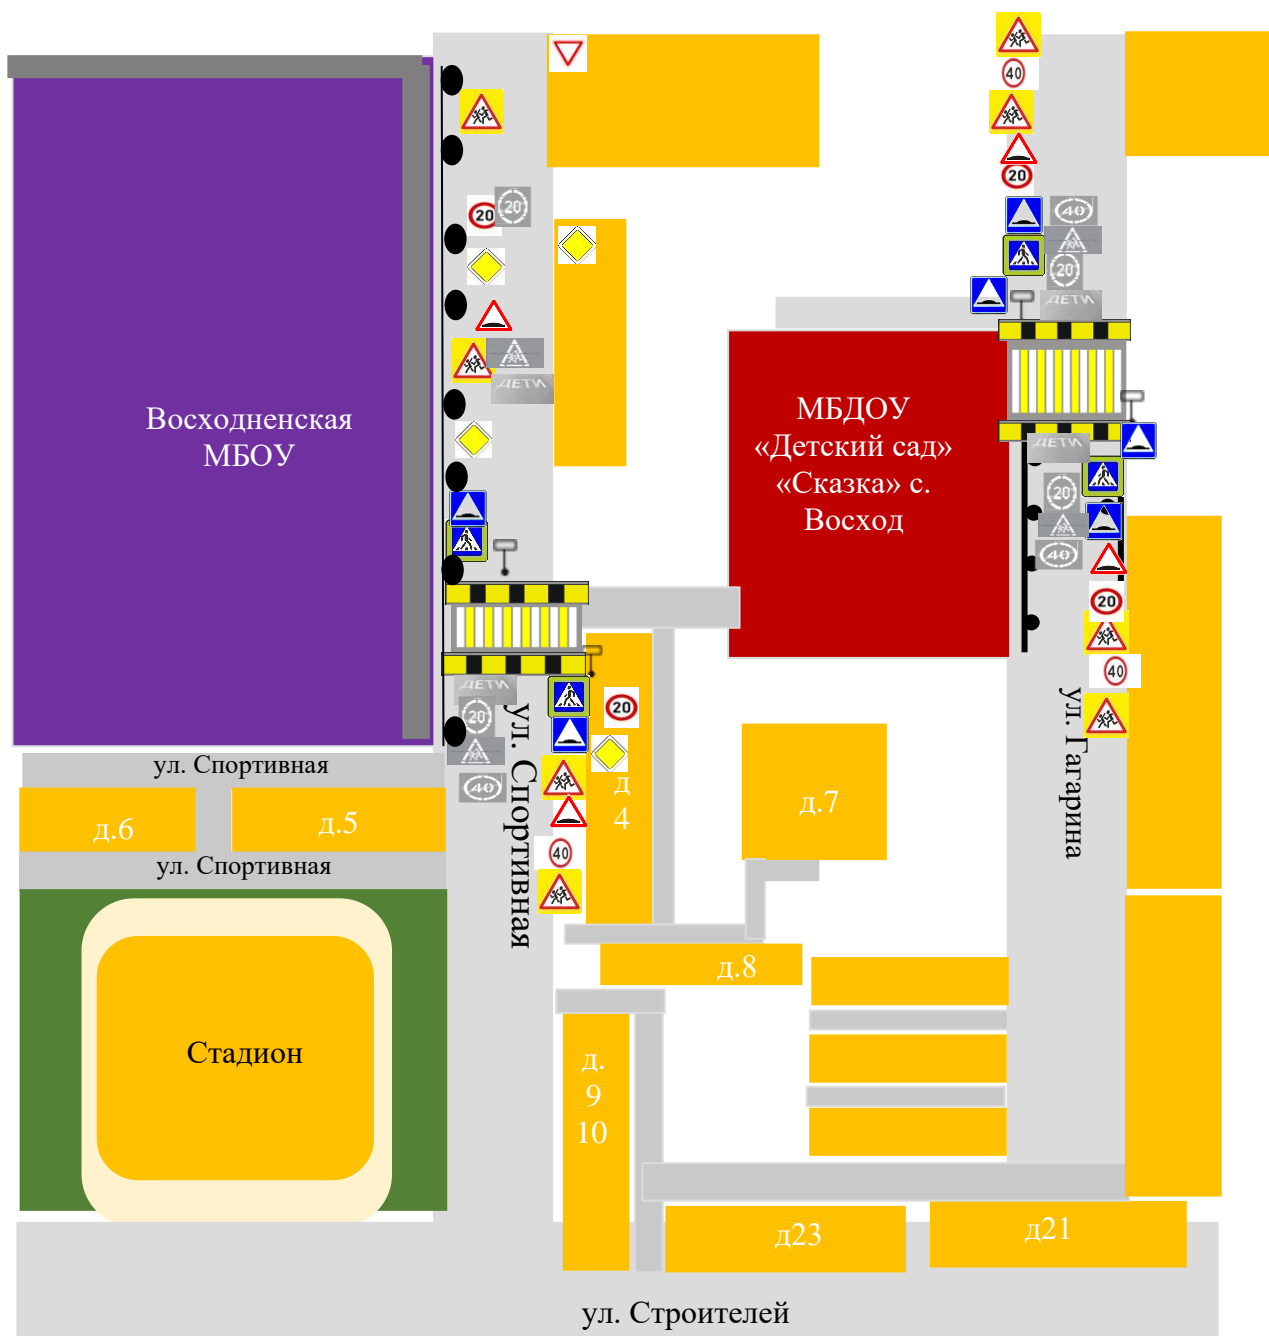 40
20
20
20
40
20
ДЕТИ
ДЕТИ
МБДОУ
«Детский сад»
«Сказка» с.
Восход
Восходненская
МБОУ
ДЕТИ
20
40
20
40
ДЕТИ
20
40
20
40
ул. Спортивная
ул. Гагарина
ул. Спортивная
д.6
д.5
ул. Спортивная
д
4
д.7
д.8
Стадион
д.
9
10
д23
д21
ул. Строителей